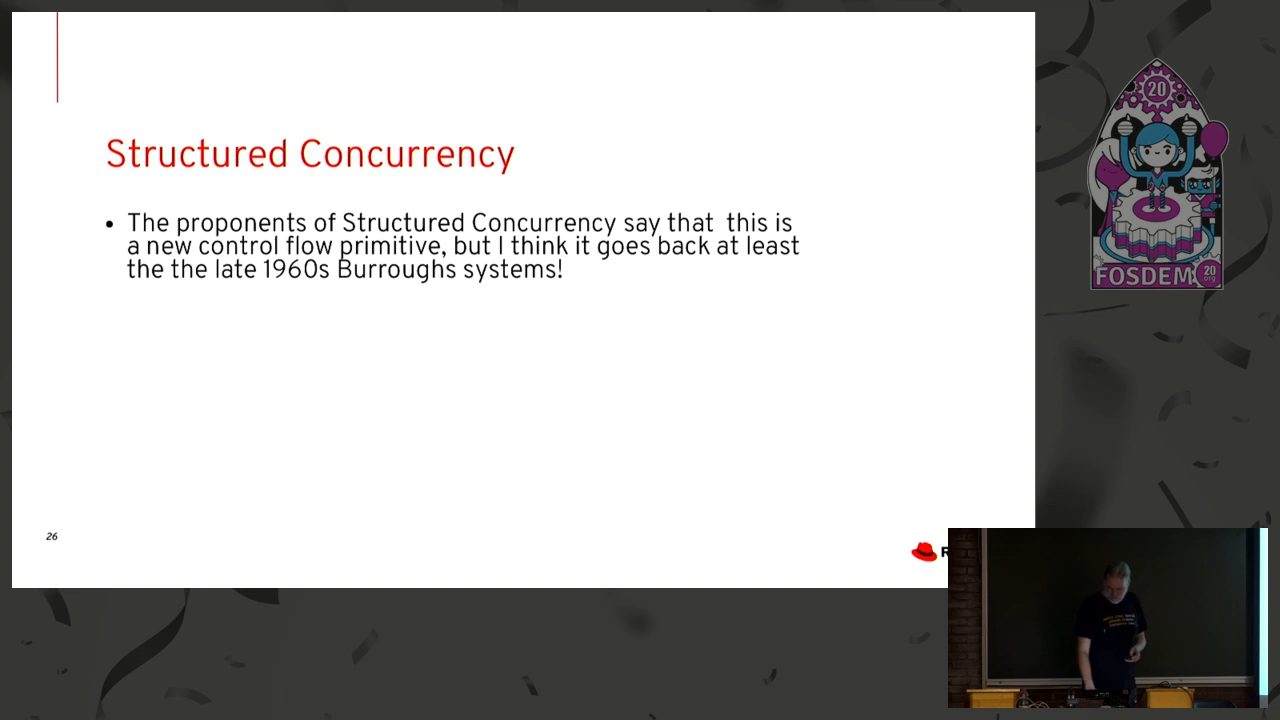 Structured Concurrency
• The proponents of Structured Concurrency say that  this is
a new control flow primitive, but I think it goes back at least
the the late 1960s Burroughs systems!
26
20
FOSDEM
20
org